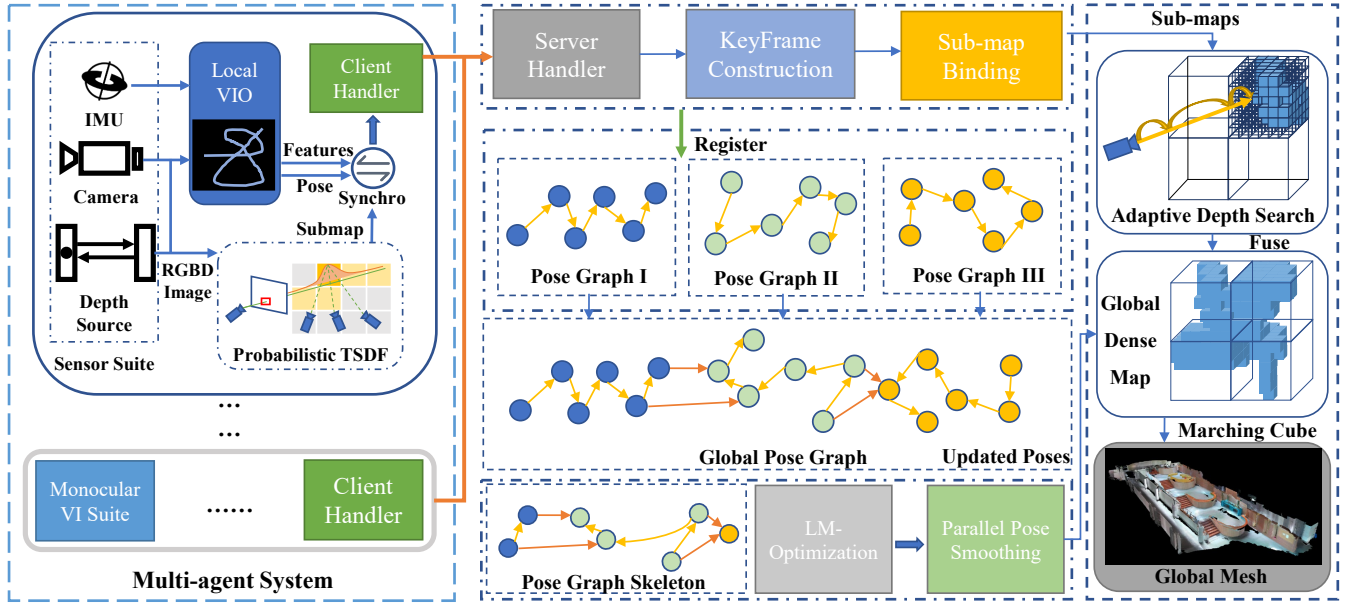 IMU
Camera
Depth
Source
Sensor Suite
Local
VIO
Features
Pose
Client
Handler
Synchro
Submap
RGBD
Image
Probabilistic TSDF
...
...
Monocular
VI Suite
......
Client
Handler
Multi-agent System
Server
Handler
KeyFrame
Construction
Sub-map
Binding
Register
Pose Graph I
Pose Graph II
Pose Graph III
Global Pose Graph
Updated Poses
Pose Graph Skeleton
LM-
Optimization
Parallel Pose
Smoothing
Sub-maps
Adaptive Depth Search
Fuse
Global
Dense
Map
Marching Cube
Global Mesh